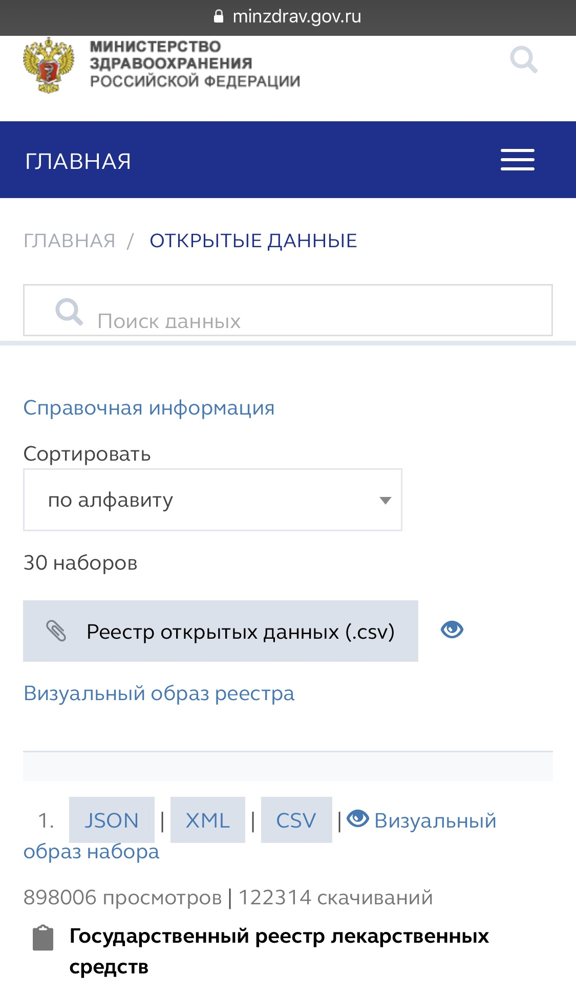 minzdrav.gov.ru
МИНИСТЕРСТВО
ЗДРАВООХРАНЕНИЯ
РОССИЙСКОЙ ФЕДЕРАЦИИ
ГЛАВНАЯ
ГЛАВНАЯ / ОТКРЫТЫЕ ДАННЫЕ
Поиск данных
Справочная информация
Сортировать
по алфавиту
30 наборов
Реестр открытых данных (.csv)
Визуальный образ реестра
1. JSON | XML | CSV | Визуальный
образ набора
898006 просмотров | 122314 скачиваний
Государственный реестр лекарственных
средств